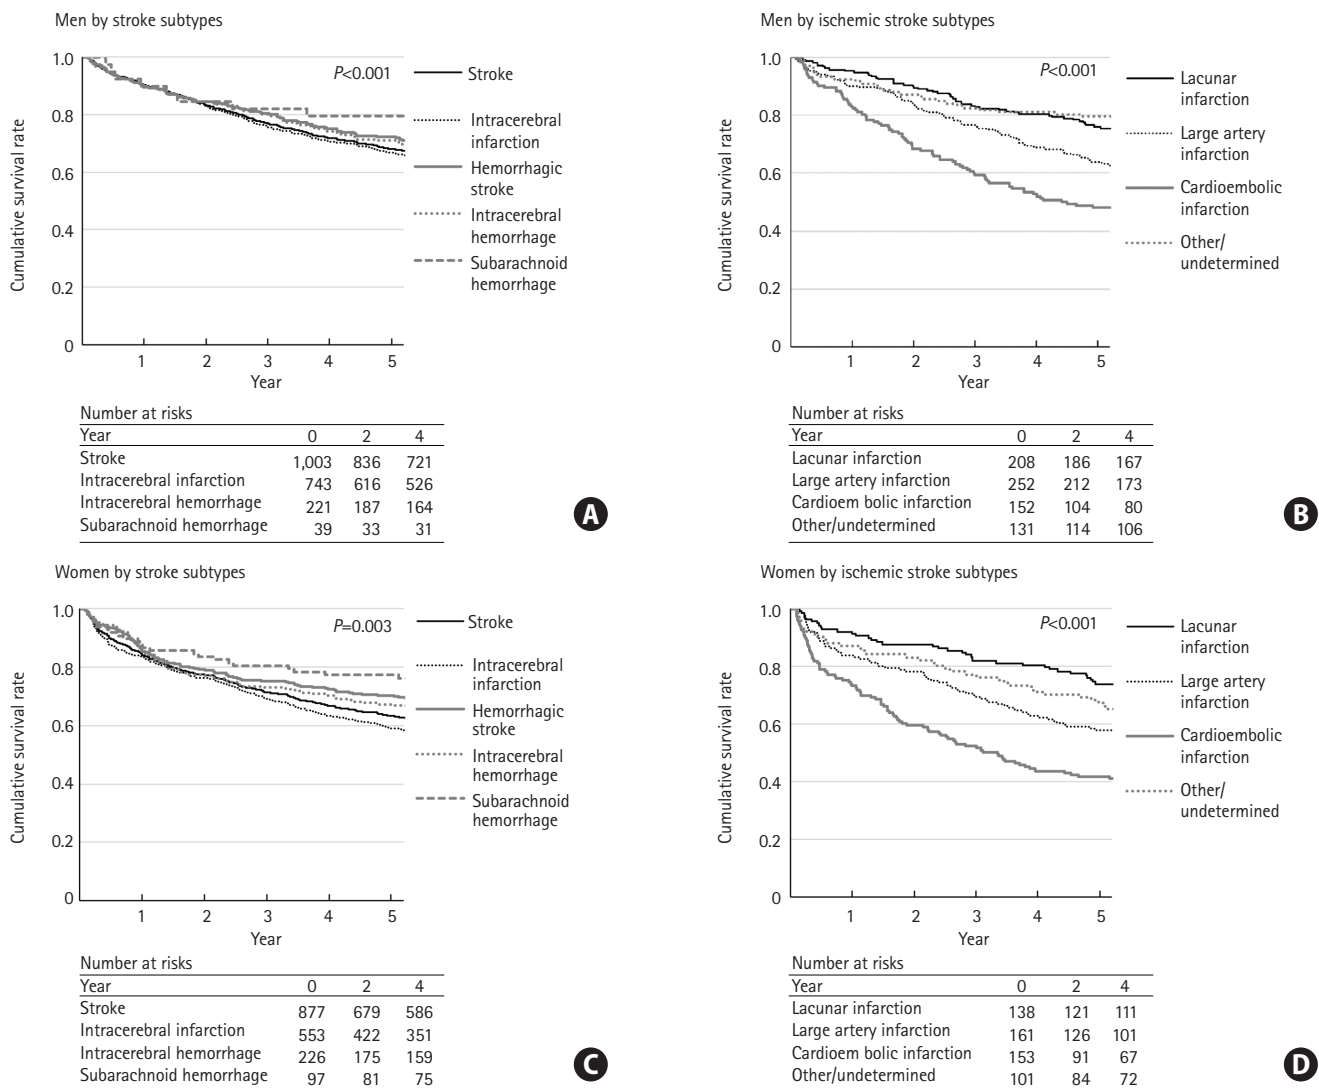 Men by stroke subtypes
Cumulative survival rate
1.0
0.8
0.6
0.4
0.2
0
P<0.001
1 2 3 4 5
Year
Stroke
Intracerebral
infarction
Hemorrhagic
stroke
Intracerebral
hemorrhage
Subarachnoid
hemorrhage
Number at risks
Year 0 2 4
Stroke 1,003 836 721
Intracerebral infarction 743 616 526
Intracerebral hemorrhage 221 187 164
Subarachnoid hemorrhage 39 33 31
A
Men by ischemic stroke subtypes
Cumulative survival rate
1.0
0.8
0.6
0.4
0.2
0
P<0.001
1 2 3 4 5
Year
Lacunar
infarction
Large artery
infarction
Cardioembolic
infarction
Other/
undetermined
Number at risks
Year 0 2 4
Lacunar infarction 208 186 167
Large artery infarction 252 212 173
Cardioem bolic infarction 152 104 80
Other/undetermined 131 114 106
B
Women by stroke subtypes
Cumulative survival rate
1.0
0.8
0.6
0.4
0.2
0
P=0.003
1 2 3 4 5
Year
Stroke
Intracerebral
infarction
Hemorrhagic
stroke
Intracerebral
hemorrhage
Subarachnoid
hemorrhage
Number at risks
Year 0 2 4
Stroke 877 679 586
Intracerebral infarction 553 422 351
Intracerebral hemorrhage 226 175 159
Subarachnoid hemorrhage 97 81 75
C
Women by ischemic stroke subtypes
Cumulative survival rate
1.0
0.8
0.6
0.4
0.2
0
P<0.001
1 2 3 4 5
Year
Lacunar
infarction
Large artery
infarction
Cardioembolic
infarction
Other/
undetermined
Number at risks
Year 0 2 4
Lacunar infarction 138 121 111
Large artery infarction 161 126 101
Cardioem bolic infarction 153 91 67
Other/undetermined 101 84 72
D